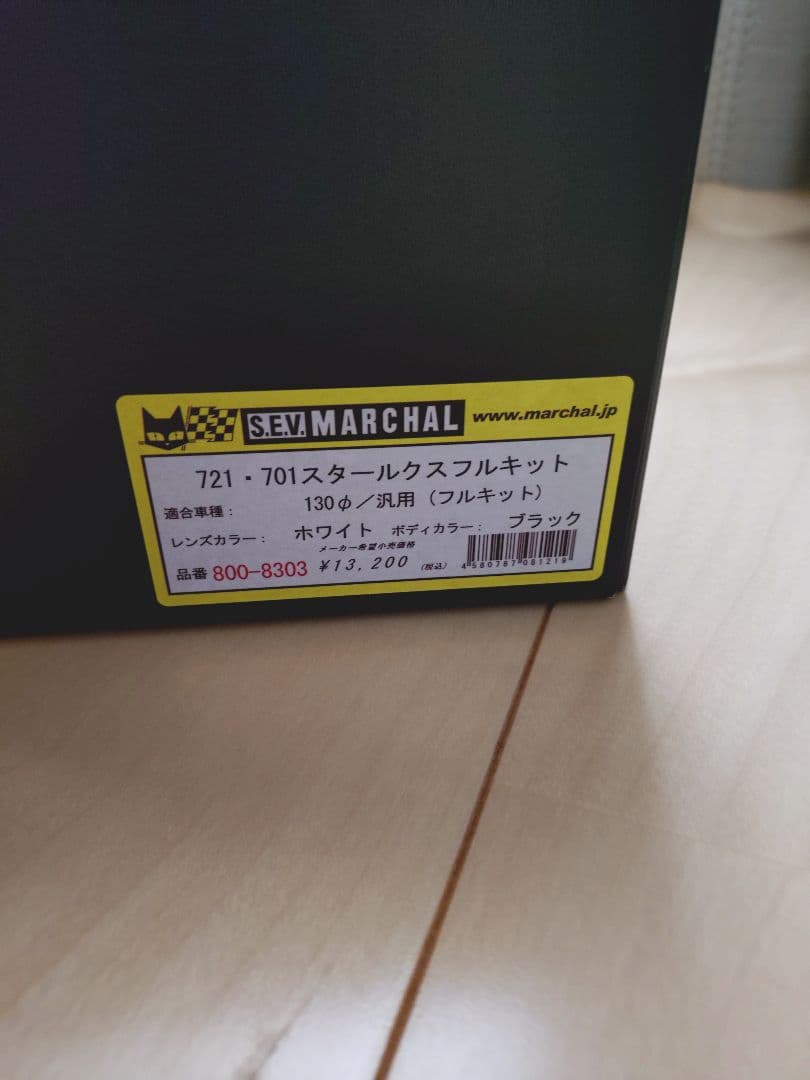 S.E.V. MARCHAL www.marchal.jp
721・701スタールクスフルキット
適合車種： 130φ／汎用（フルキット）
レンズカラー： ホワイト ボディカラー： ブラック
メーカー希望小売価格
品番 800-8303 ¥13,200 (税込)
4580787081219